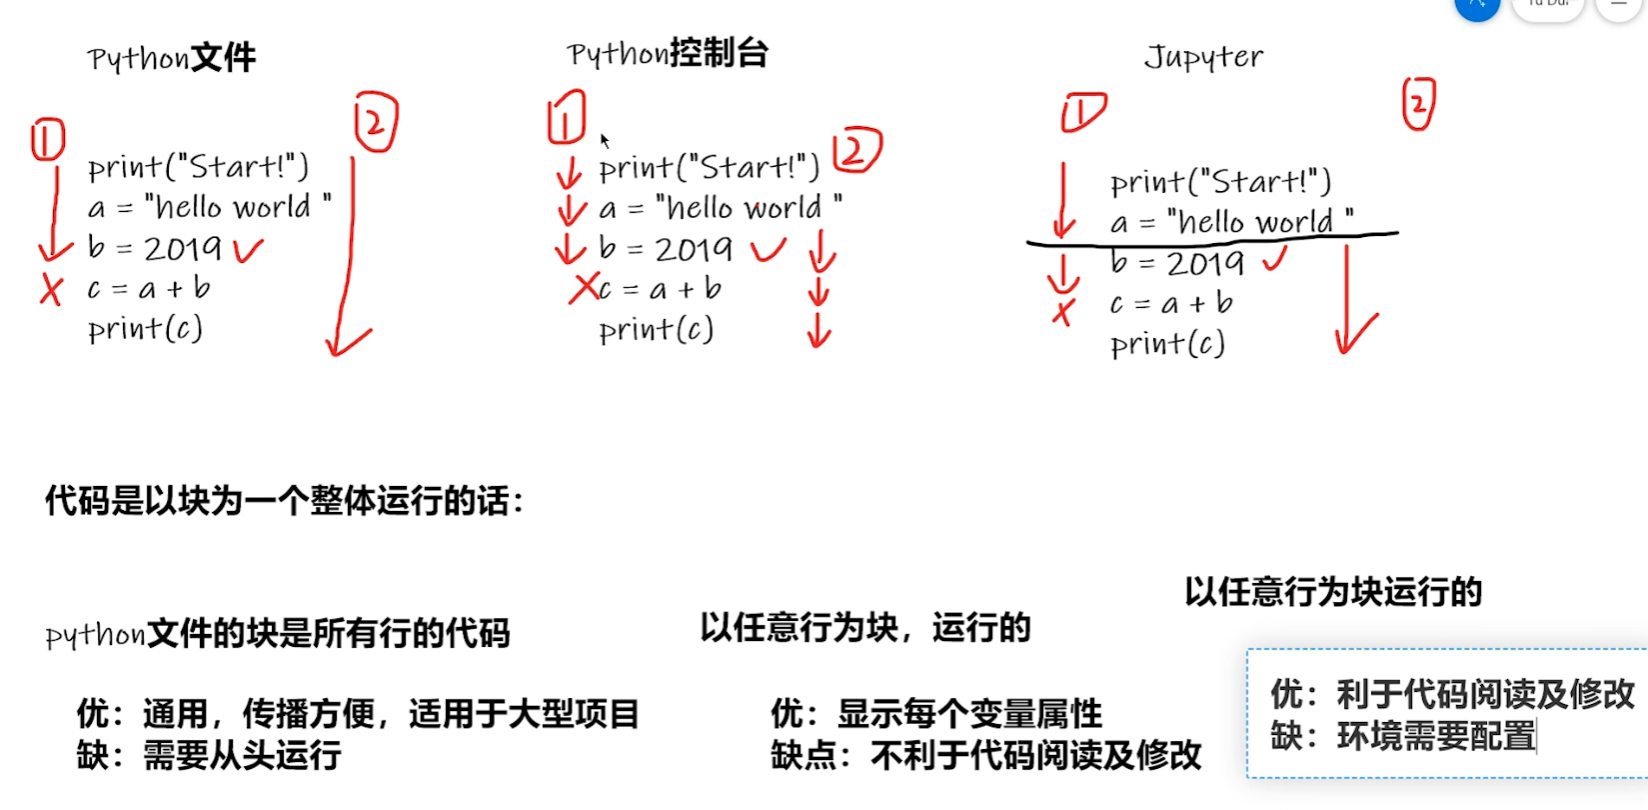 Python文件
① ②
print("Start!")
a = "hello world "
b = 2019
c = a + b
print(c)
Python控制台
① ②
print("Start!")
a = "hello world "
b = 2019
c = a + b
print(c)
Jupyter
① ②
print("Start!")
a = "hello world "
b = 2019
c = a + b
print(c)
代码是以块为一个整体运行的话：
python文件的块是所有行的代码
优：通用，传播方便，适用于大型项目
缺：需要从头运行
以任意行为块，运行的
优：显示每个变量属性
缺点：不利于代码阅读及修改
以任意行为块运行的
优：利于代码阅读及修改
缺：环境需要配置